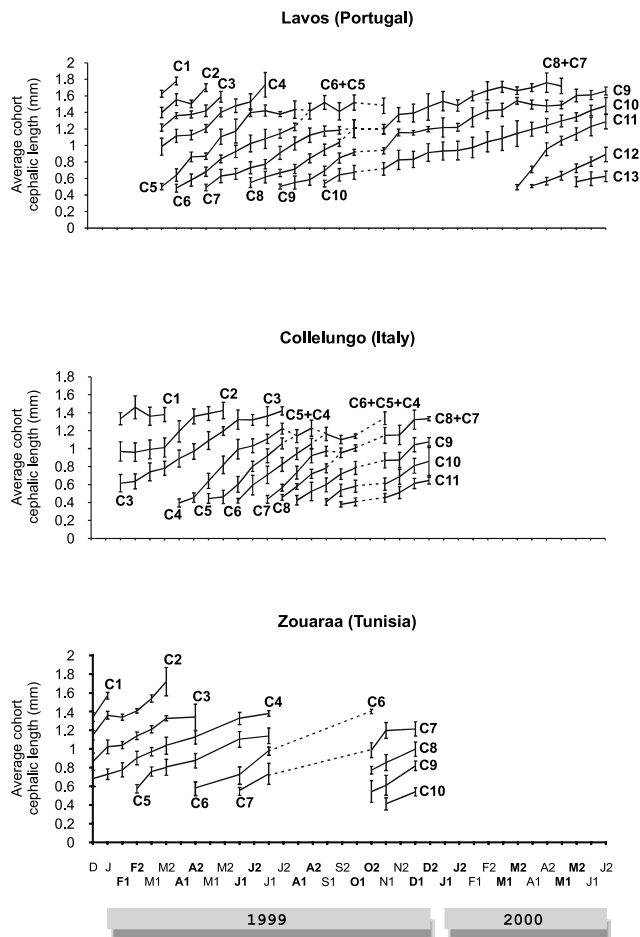 Lavos (Portugal)
Average cohort
cephalic length (mm)
2
1.8
1.6
1.4
1.2
1
0.8
0.6
0.4
0.2
0
C1
C2
C3
C4
C6+C5
C8+C7
C9
C10
C11
C12
C13
C5
C6
C7
C8
C9
C10
Collelungo (Italy)
Average cohort
cephalic length (mm)
1.8
1.6
1.4
1.2
1
0.8
0.6
0.4
0.2
0
C1
C2
C3
C5+C4
C6+C5+C4
C8+C7
C9
C10
C11
C3
C4
C5
C6
C7
C8
Zouaraa (Tunisia)
Average cohort
cephalic length (mm)
2
1.8
1.6
1.4
1.2
1
0.8
0.6
0.4
0.2
0
C1
C2
C3
C4
C6
C7
C8
C9
C10
C5
C6
C7
D J F2 M2 A2 M2 J2 J2 A2 S2 O2 N2 D2 J2 F2 M2 A2 M2 J2
F1 M1 A1 M1 J1 J1 A1 S1 O1 N1 D1 J1 F1 M1 A1 M1 J1
1999 2000